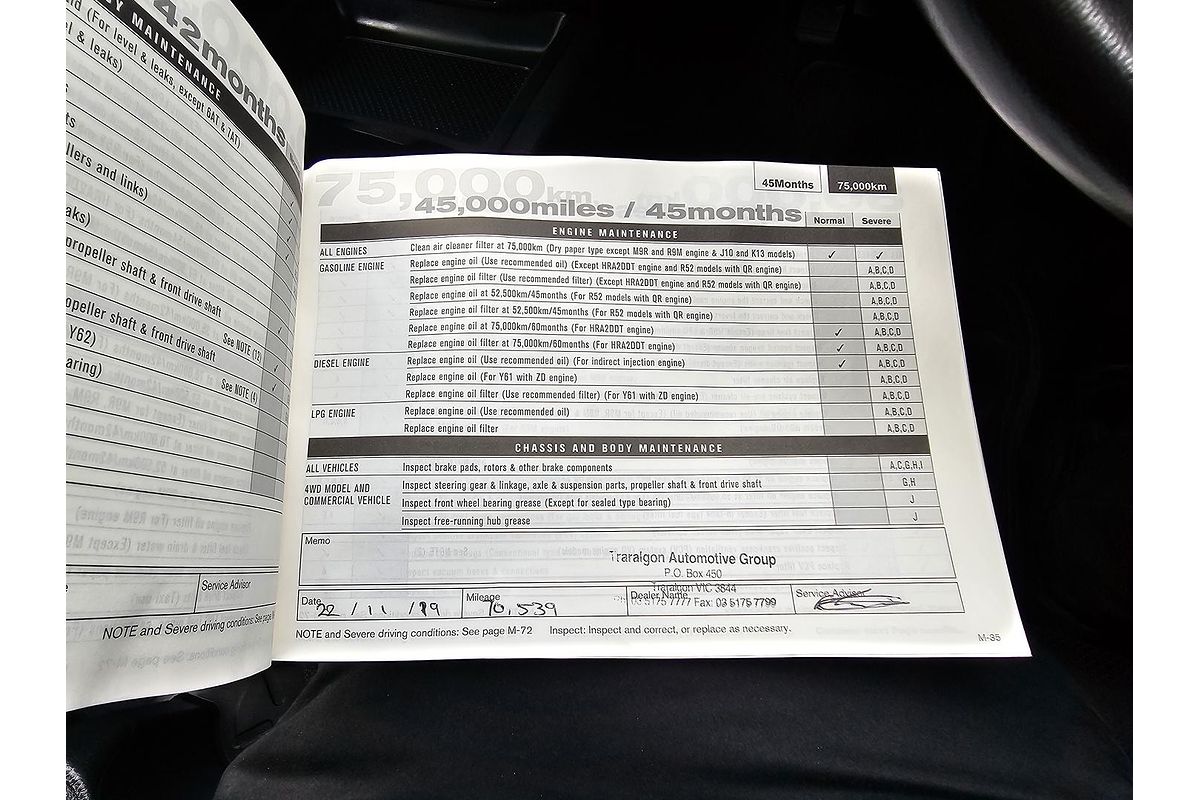 42months
BODY MAINTENANCE
nd (For level & leaks, except 6AT & 7AT)
el & leaks)
llers and links)
aks)
propeller shaft & front drive shaft
See NOTE (12)
opeller shaft & front drive shaft
Y62)
See NOTE (4)
aring)
Service Advisor
NOTE and Severe driving conditions: See page
75,000km
45,000miles / 45months
45Months 75,000km
Normal Severe
ENGINE MAINTENANCE
ALL ENGINES Clean air cleaner filter at 75,000km (Dry paper type except M9R and R9M engine & J10 and K13 models) ✓ ✓
GASOLINE ENGINE Replace engine oil (Use recommended oil) (Except HRA2DDT engine and R52 models with QR engine) A,B,C,D
Replace engine oil filter (Use recommended filter) (Except HRA2DDT engine and R52 models with QR engine) A,B,C,D
Replace engine oil at 52,500km/45months (For R52 models with QR engine) A,B,C,D
Replace engine oil filter at 52,500km/45months (For R52 models with QR engine) A,B,C,D
Replace engine oil at 75,000km/60months (For HRA2DDT engine) ✓ A,B,C,D
Replace engine oil filter at 75,000km/60months (For HRA2DDT engine) ✓ A,B,C,D
DIESEL ENGINE Replace engine oil (Use recommended oil) (For indirect injection engine) ✓ A,B,C,D
Replace engine oil (For Y61 with ZD engine) A,B,C,D
Replace engine oil filter (Use recommended filter) (For Y61 with ZD engine) A,B,C,D
LPG ENGINE Replace engine oil (Use recommended oil) A,B,C,D
Replace engine oil filter A,B,C,D
CHASSIS AND BODY MAINTENANCE
ALL VEHICLES Inspect brake pads, rotors & other brake components A,C,G,H,I
4WD MODEL AND COMMERCIAL VEHICLE Inspect steering gear & linkage, axle & suspension parts, propeller shaft & front drive shaft G,H
Inspect front wheel bearing grease (Except for sealed type bearing) J
Inspect free-running hub grease J
Memo
Traralgon Automotive Group
P.O. Box 450
Traralgon VIC 3844
03 5175 7777 Fax: 03 5175 7799
Date 22 / 11 / 19 Mileage 10,539 Dealer Name Service Advisor
NOTE and Severe driving conditions: See page M-72 Inspect: Inspect and correct, or replace as necessary.
M-35